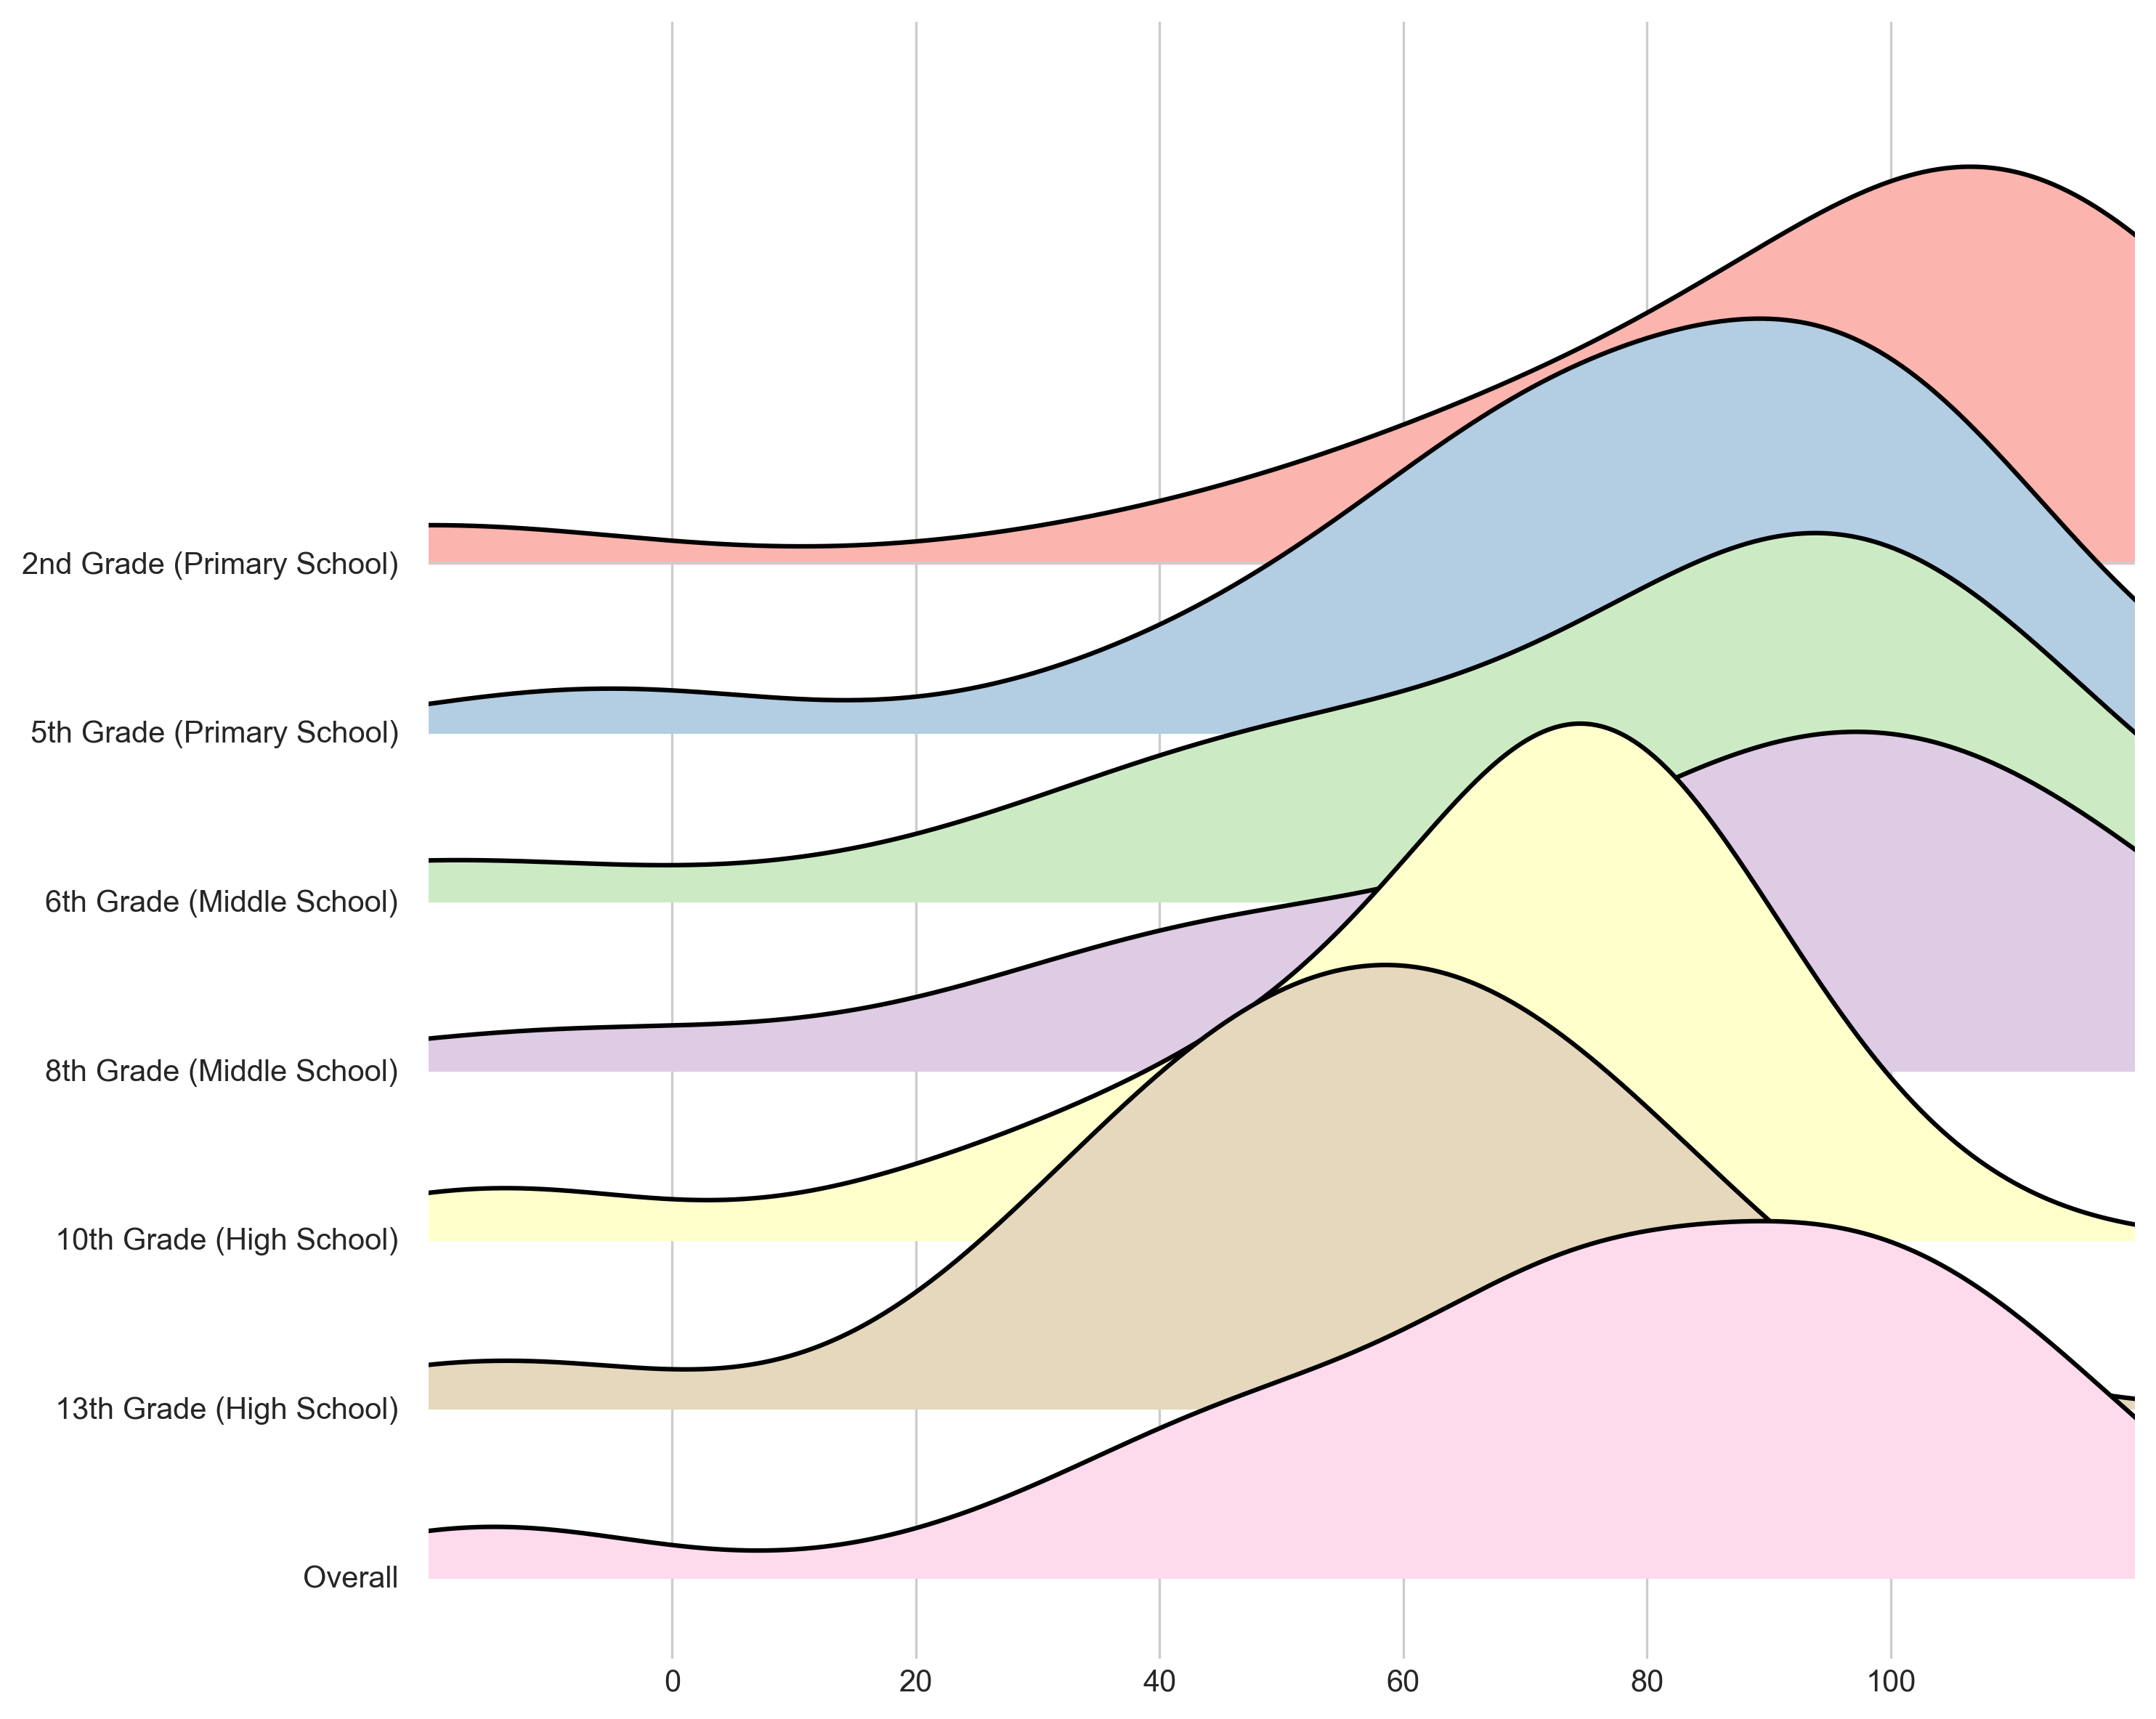 2nd Grade (Primary School)
5th Grade (Primary School)
6th Grade (Middle School)
8th Grade (Middle School)
10th Grade (High School)
13th Grade (High School)
Overall
0 20 40 60 80 100